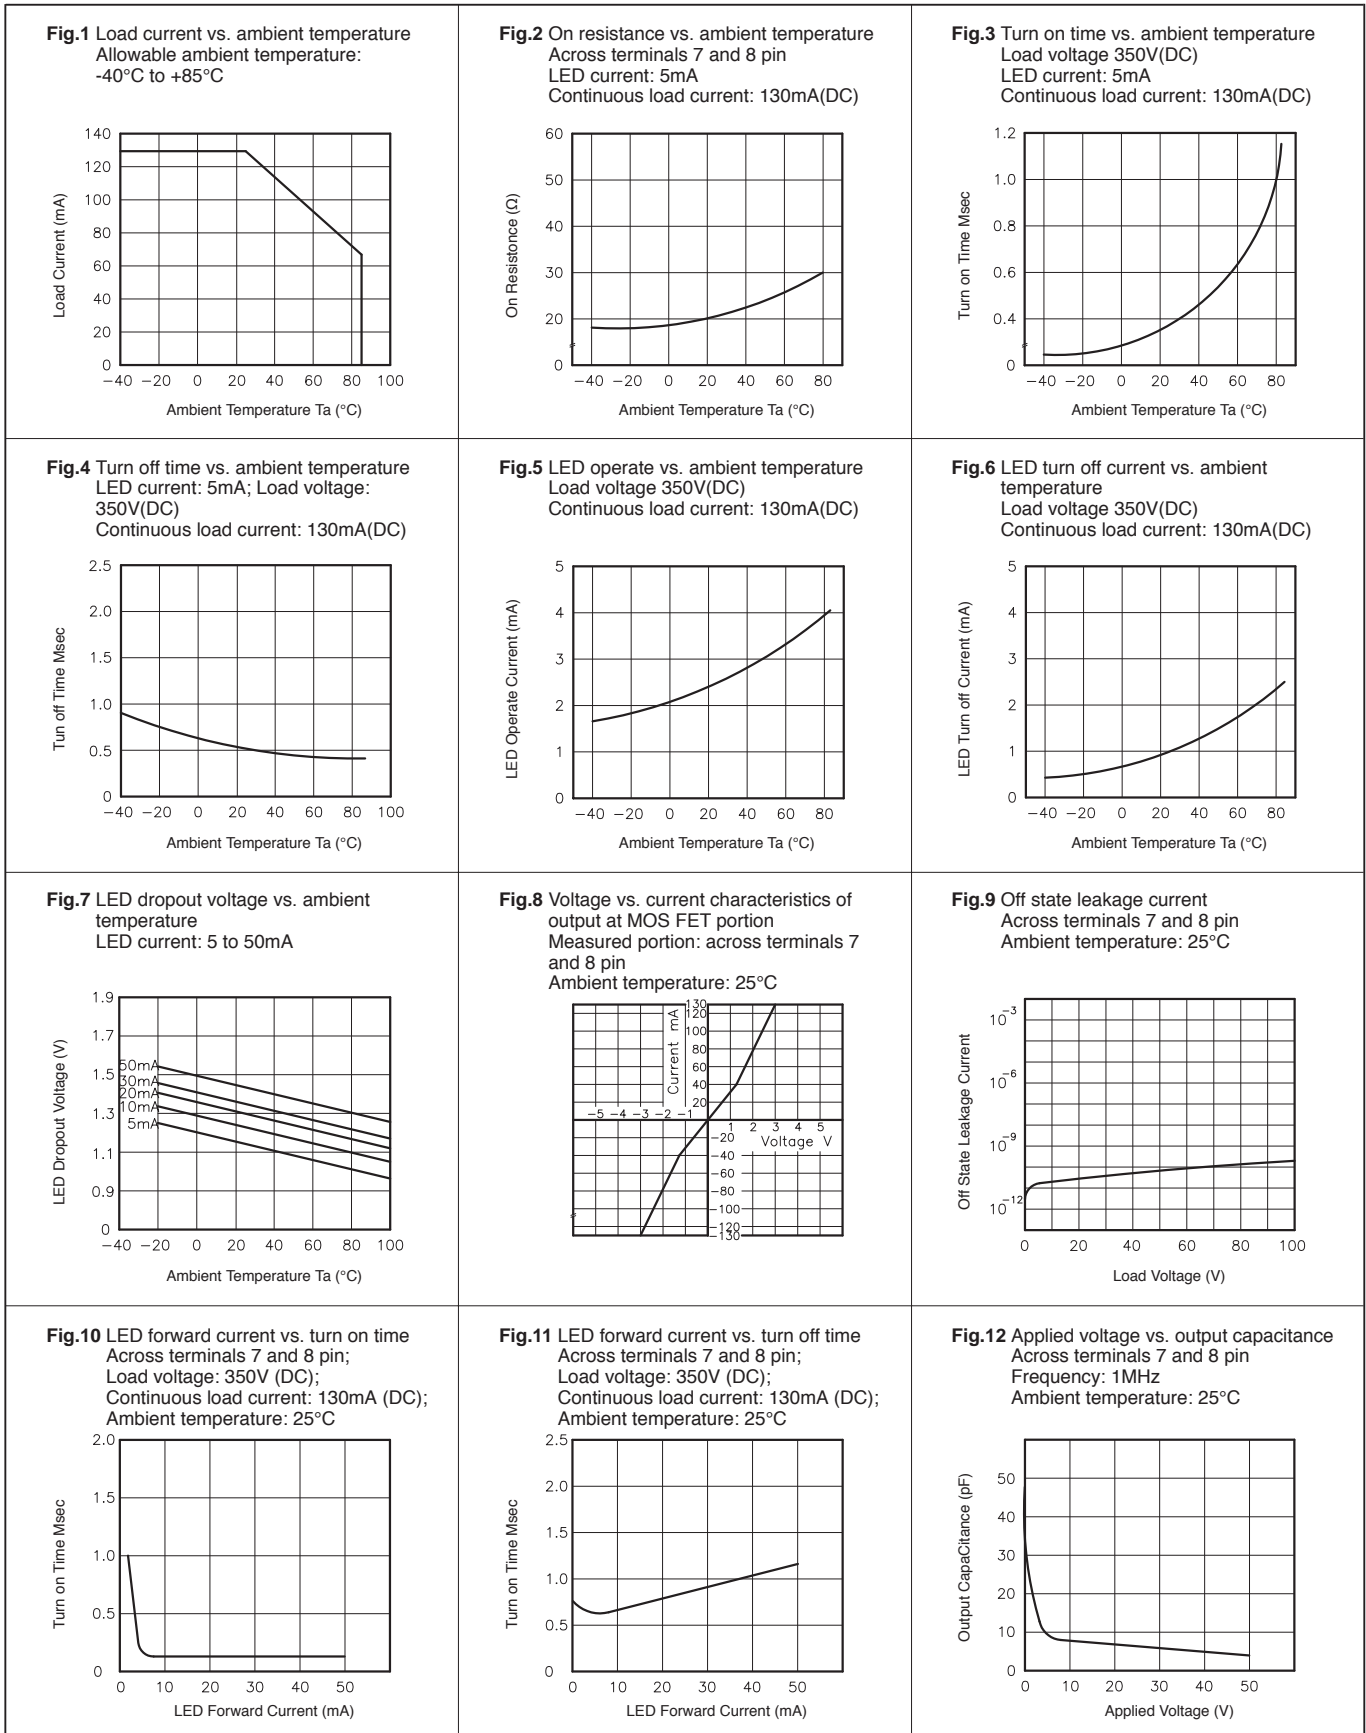 Fig.1 Load current vs. ambient temperature
Allowable ambient temperature:
-40°C to +85°C
Load Current (mA)
140
120
100
80
60
40
20
0
−40 −20 0 20 40 60 80 100
Ambient Temperature Ta (°C)
Fig.2 On resistance vs. ambient temperature
Across terminals 7 and 8 pin
LED current: 5mA
Continuous load current: 130mA(DC)
On Resistonce (Ω)
60
50
40
30
20
0
−40 −20 0 20 40 60 80
Ambient Temperature Ta (°C)
Fig.3 Turn on time vs. ambient temperature
Load voltage 350V(DC)
LED current: 5mA
Continuous load current: 130mA(DC)
Turn on Time Msec
1.2
1.0
0.8
0.6
0.4
0
−40 −20 0 20 40 60 80
Ambient Temperature Ta (°C)
Fig.4 Turn off time vs. ambient temperature
LED current: 5mA; Load voltage:
350V(DC)
Continuous load current: 130mA(DC)
Tun off Time Msec
2.5
2.0
1.5
1.0
0.5
0
−40 −20 0 20 40 60 80 100
Ambient Temperature Ta (°C)
Fig.5 LED operate vs. ambient temperature
Load voltage 350V(DC)
Continuous load current: 130mA(DC)
LED Operate Current (mA)
5
4
3
2
1
0
−40 −20 0 20 40 60 80
Ambient Temperature Ta (°C)
Fig.6 LED turn off current vs. ambient
temperature
Load voltage 350V(DC)
Continuous load current: 130mA(DC)
LED Turn off Current (mA)
5
4
3
2
1
0
−40 −20 0 20 40 60 80
Ambient Temperature Ta (°C)
Fig.7 LED dropout voltage vs. ambient
temperature
LED current: 5 to 50mA
LED Dropout Voltage (V)
1.9
1.7
1.5
1.3
1.1
0.9
0
50mA
30mA
20mA
10mA
5mA
−40 −20 0 20 40 60 80 100
Ambient Temperature Ta (°C)
Fig.8 Voltage vs. current characteristics of
output at MOS FET portion
Measured portion: across terminals 7
and 8 pin
Ambient temperature: 25°C
Current mA
130
120
100
80
60
40
20
−5 −4 −3 −2 −1
1 2 3 4 5
Voltage V
−20
−40
−60
−80
−100
−120
−130
Fig.9 Off state leakage current
Across terminals 7 and 8 pin
Ambient temperature: 25°C
Off State Leakage Current
10−3
10−6
10−9
10−12
0 20 40 60 80 100
Load Voltage (V)
Fig.10 LED forward current vs. turn on time
Across terminals 7 and 8 pin;
Load voltage: 350V (DC);
Continuous load current: 130mA (DC);
Ambient temperature: 25°C
Turn on Time Msec
2.0
1.5
1.0
0.5
0
0 10 20 30 40 50
LED Forward Current (mA)
Fig.11 LED forward current vs. turn off time
Across terminals 7 and 8 pin;
Load voltage: 350V (DC);
Continuous load current: 130mA (DC);
Ambient temperature: 25°C
Turn on Time Msec
2.5
2.0
1.5
1.0
0.5
0
0 10 20 30 40 50
LED Forward Current (mA)
Fig.12 Applied voltage vs. output capacitance
Across terminals 7 and 8 pin
Frequency: 1MHz
Ambient temperature: 25°C
Output CapaCitance (pF)
50
40
30
20
10
0
0 10 20 30 40 50
Applied Voltage (V)